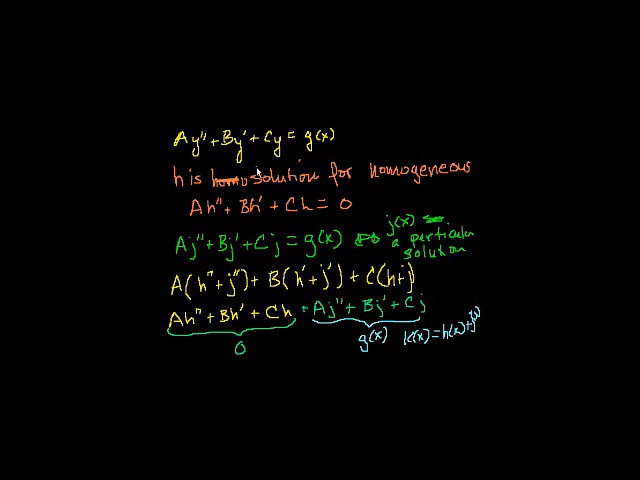 Ay" + By' + Cy = g(x)
h is solution for homogeneous
Ah" + Bh' + Ch = 0
Aj" + Bj' + Cj = g(x) j(x)
a particular
solution
A(h" + j") + B(h' + j') + C(h+j)
Ah" + Bh' + Ch + Aj" + Bj' + Cj
0 g(x) k(x) = h(x) + j(x)